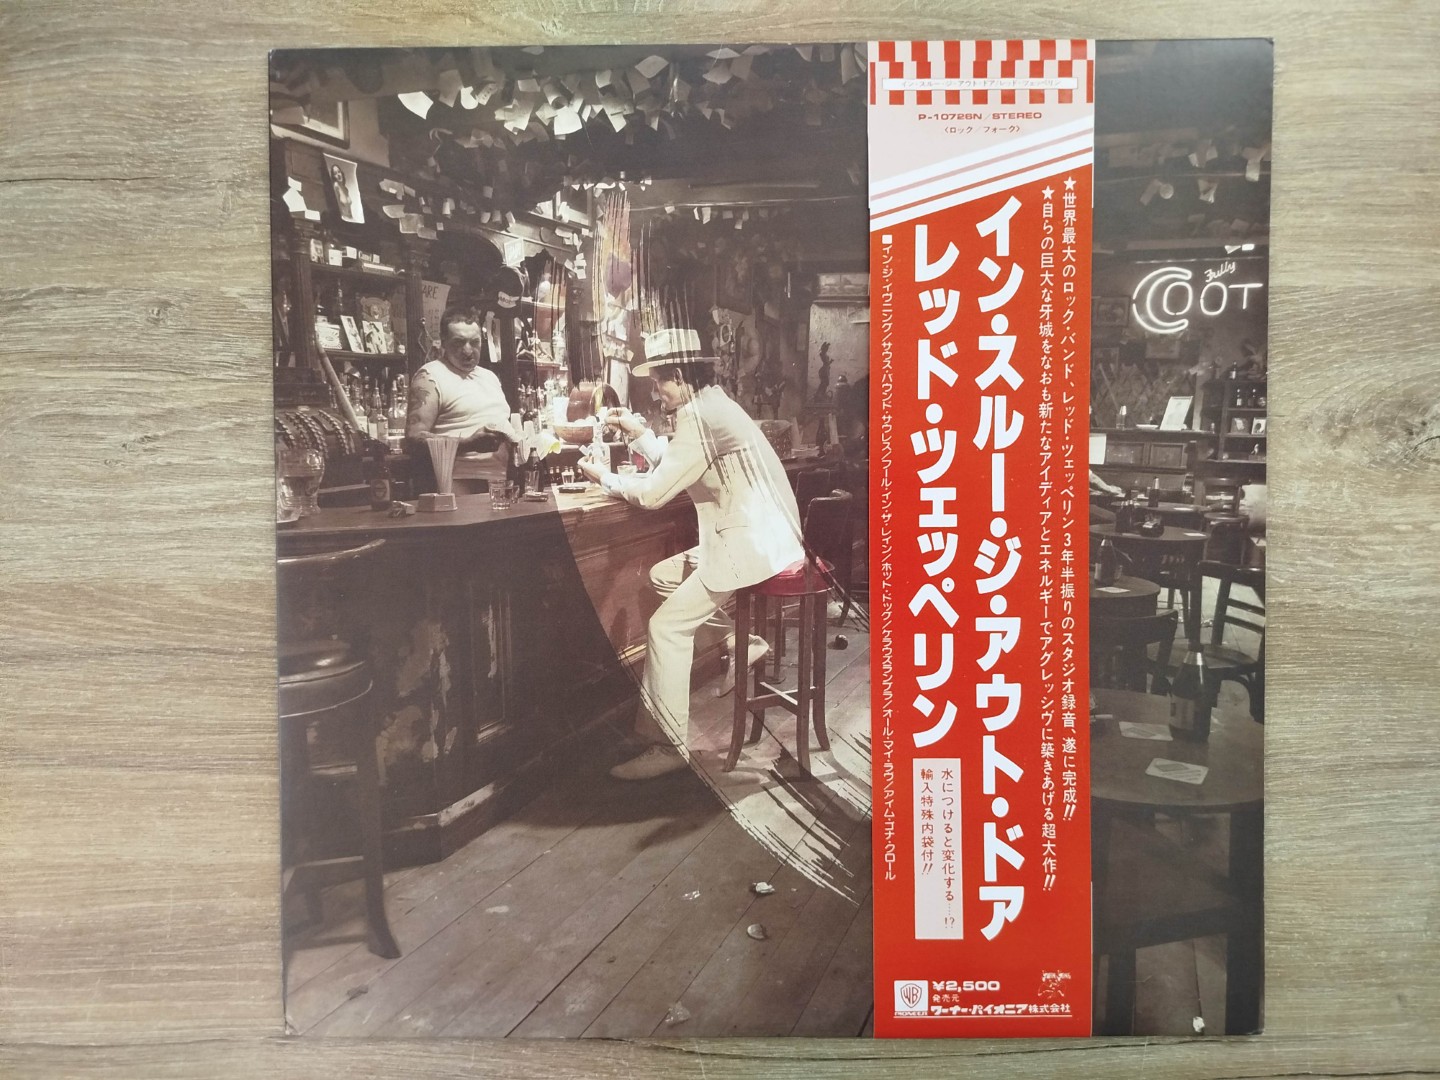 イン・スルー・ジ・アウト・ドア/レッド・ツェッペリン
P-10726N/STEREO
〈ロック/フォーク〉
★世界最大のロック・バンド、レッド・ツェッペリン3年半振りのスタジオ録音、遂に完成!!
★自らの巨大な牙城をなおも新たなアイディアとエネルギーでアグレッシヴに築きあげる超大作!!
イン・スルー・ジ・アウト・ドア
レッド・ツェッペリン
■イン・ジ・イヴニング/サウス・バウンド・サウレス/フール・イン・ザ・レイン/ホット・ドッグ/ケラウズランブラ/オール・マイ・ラヴ/アイム・ゴナ・クロール
水につけると変化する…!?
輸入特殊内袋付!!
WB
PIONEER
¥2,500
発売元
ワーナー・パイオニア株式会社
COOT